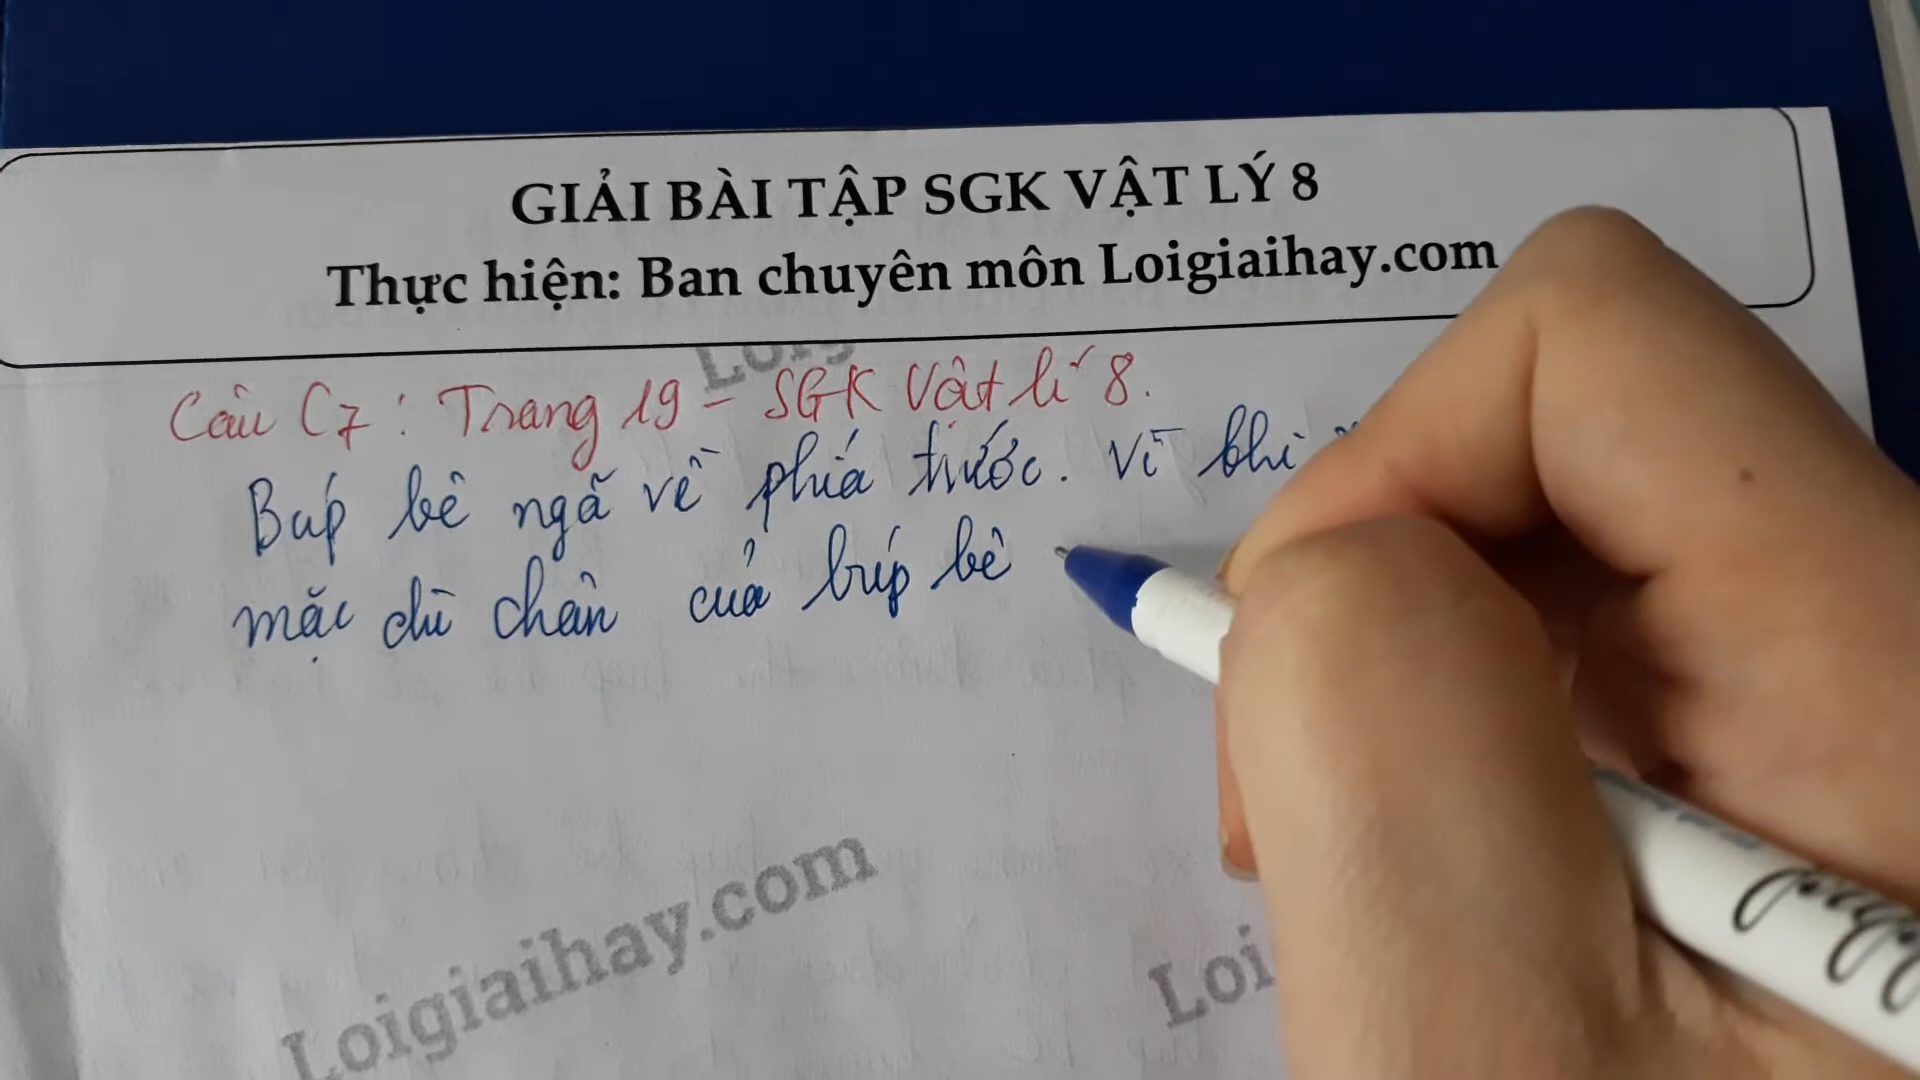 GIẢI BÀI TẬP SGK VẬT LÝ 8
Thực hiện: Ban chuyên môn Loigiaihay.com
Câu C7: Trang 19 - SGK Vật lí 8.
Búp bê ngã về phía trước. Vì khi
mặc dù chân của búp bê
Loigiaihay.com
Loi